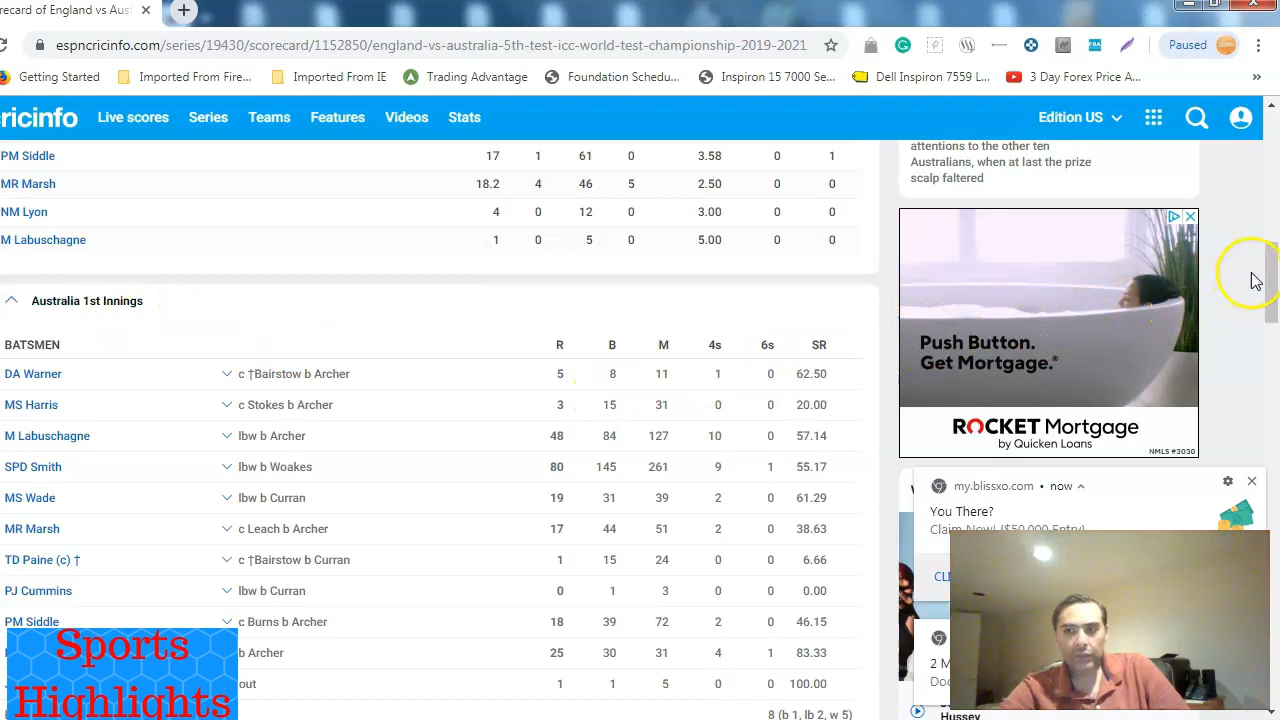 recard of England vs Aust
espncricinfo.com/series/19430/scorecard/115281
england-vs-australia-5th-test-icc-world-test-championship-2019-2021
Paused
Getting Started
Imported From Fire...
Imported From IE
Trading Advantage
Foundation Schedu...
Inspiron 15 7000 Se...
Dell Inspiron 7559 L...
3 Day Forex Price A...
»
ricinfo
Live scores
Series
Teams
Features
Videos
Stats
Edition US
PM Siddle 17 1 61 0 3.58 0 1
MR Marsh 18.2 4 46 5 2.50 0 0
NM Lyon 4 0 12 0 3.00 0 0
M Labuschagne 1 0 5 0 5.00 0 0
Australia 1st Innings
BATSMEN R B M 4s 6s SR
DA Warner c †Bairstow b Archer 5 8 11 1 0 62.50
MS Harris c Stokes b Archer 3 15 31 0 0 20.00
M Labuschagne lbw b Archer 48 84 127 10 0 57.14
SPD Smith lbw b Woakes 80 145 261 9 1 55.17
MS Wade lbw b Curran 19 31 39 2 0 61.29
MR Marsh c Leach b Archer 17 44 51 2 0 38.63
TD Paine (c) † c †Bairstow b Curran 1 15 24 0 0 6.66
PJ Cummins lbw b Curran 0 1 3 0 0 0.00
PM Siddle c Burns b Archer 18 39 72 2 0 46.15
b Archer 25 30 31 4 1 83.33
out 1 1 5 0 0 100.00
8 (b 1, lb 2, w 5)
Sports
Highlights
attentions to the other ten
Australians, when at last the prize
scalp faltered
Push Button.
Get Mortgage.®
ROCKET Mortgage
by Quicken Loans
NMLS #3030
my.blissxo.com • now
You There?
Claim Now! ($50,000 Entry)
CL
2 M
Doc
Hussey